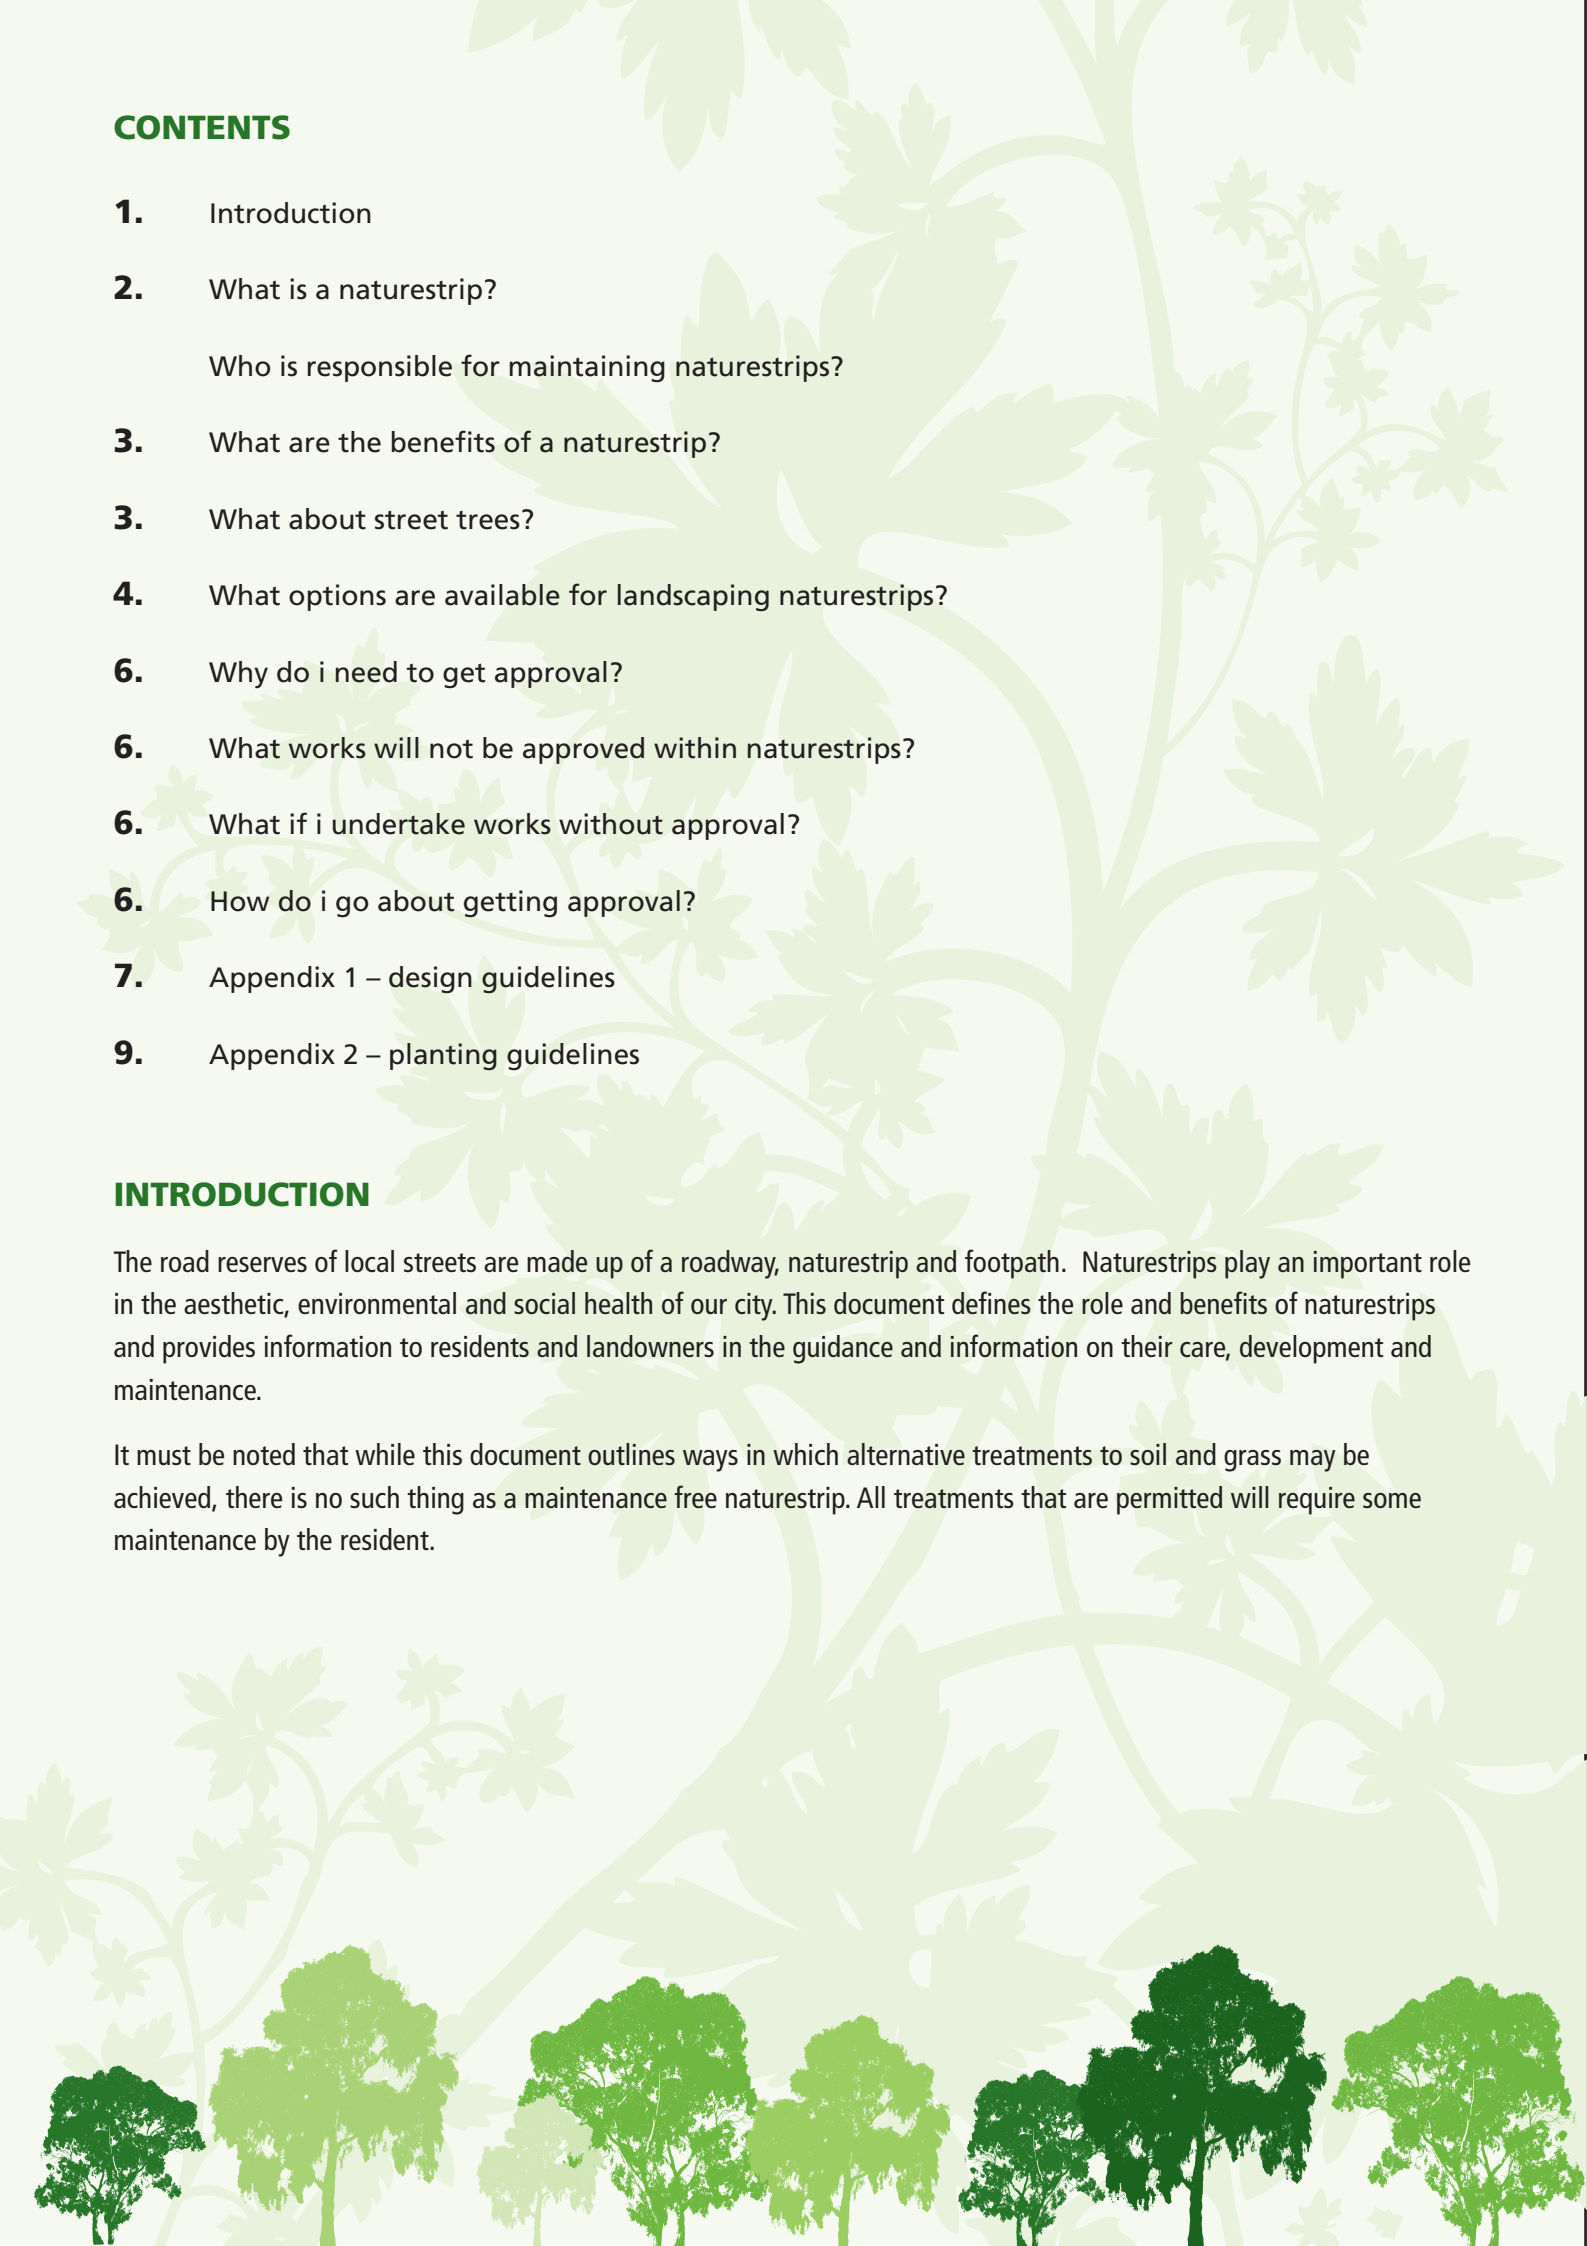 CONTENTS
1. Introduction
2. What is a naturestrip?
Who is responsible for maintaining naturestrips?
3. What are the benefits of a naturestrip?
3. What about street trees?
4. What options are available for landscaping naturestrips?
6. Why do i need to get approval?
6. What works will not be approved within naturestrips?
6. What if i undertake works without approval?
6. How do i go about getting approval?
7. Appendix 1 – design guidelines
9. Appendix 2 – planting guidelines
INTRODUCTION
The road reserves of local streets are made up of a roadway, naturestrip and footpath.  Naturestrips play an important role
in the aesthetic, environmental and social health of our city. This document defines the role and benefits of naturestrips
and provides information to residents and landowners in the guidance and information on their care, development and
maintenance.
It must be noted that while this document outlines ways in which alternative treatments to soil and grass may be
achieved, there is no such thing as a maintenance free naturestrip. All treatments that are permitted will require some
maintenance by the resident.